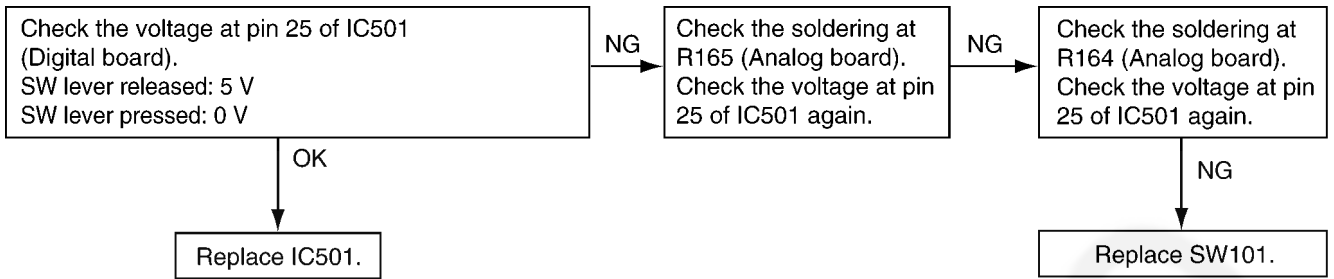 Check the voltage at pin 25 of IC501
(Digital board).
SW lever released: 5 V
SW lever pressed: 0 V
NG
Check the soldering at
R165 (Analog board).
Check the voltage at pin
25 of IC501 again.
NG
Check the soldering at
R164 (Analog board).
Check the voltage at pin
25 of IC501 again.
OK
NG
Replace IC501.
Replace SW101.